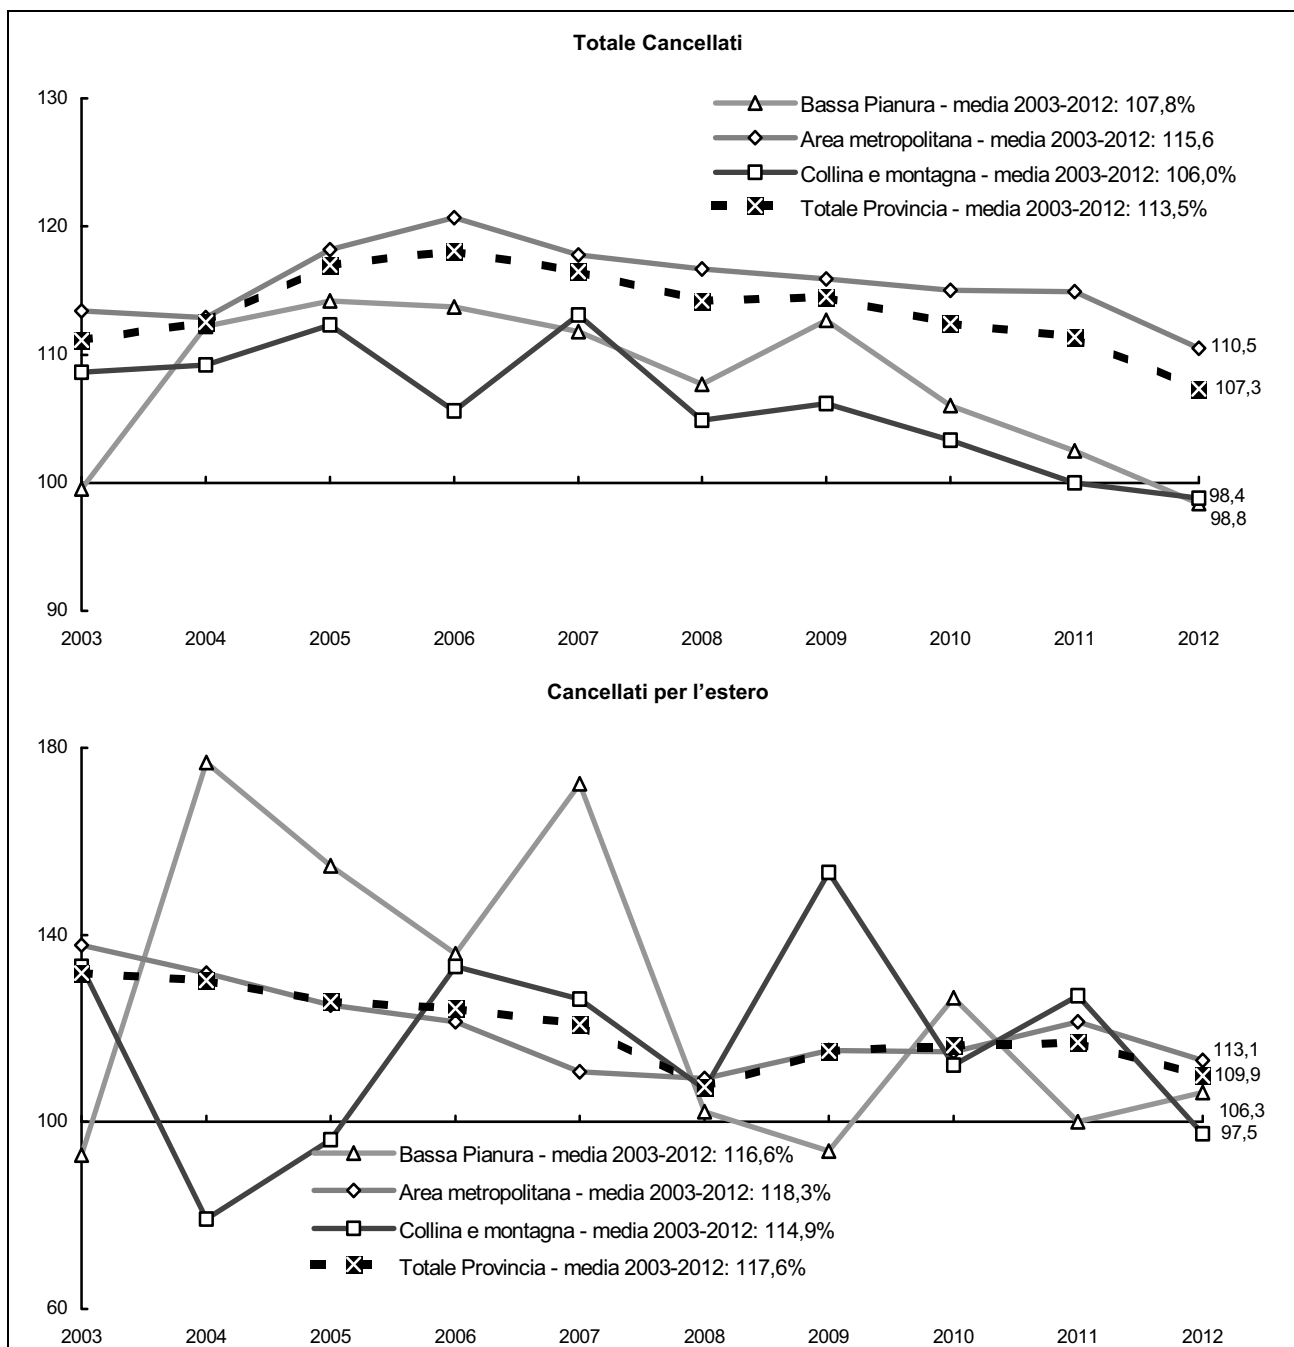 Totale Cancellati
130
Bassa Pianura - media 2003-2012: 107,8%
Area metropolitana - media 2003-2012: 115,6
Collina e montagna - media 2003-2012: 106,0%
Totale Provincia - media 2003-2012: 113,5%
120
110
110,5
107,3
100
98,4
98,8
90
2003 2004 2005 2006 2007 2008 2009 2010 2011 2012
Cancellati per l'estero
180
140
113,1
109,9
100
106,3
97,5
Bassa Pianura - media 2003-2012: 116,6%
Area metropolitana - media 2003-2012: 118,3%
Collina e montagna - media 2003-2012: 114,9%
Totale Provincia - media 2003-2012: 117,6%
60
2003 2004 2005 2006 2007 2008 2009 2010 2011 2012